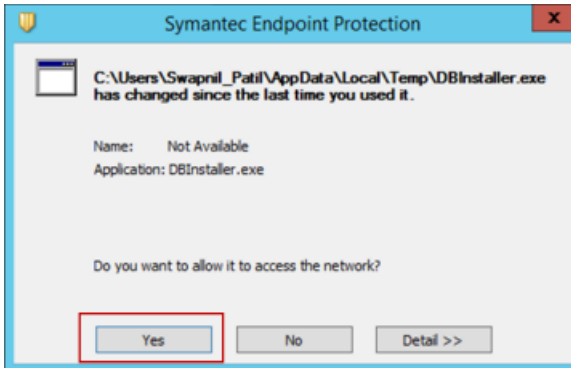 Symantec Endpoint Protection
x
C:\Users\Swapnil_Patil\AppData\Local\Temp\DBInstaller.exe
has changed since the last time you used it.
Name: Not Available
Application: DBInstaller.exe
Do you want to allow it to access the network?
Yes No Detail >>